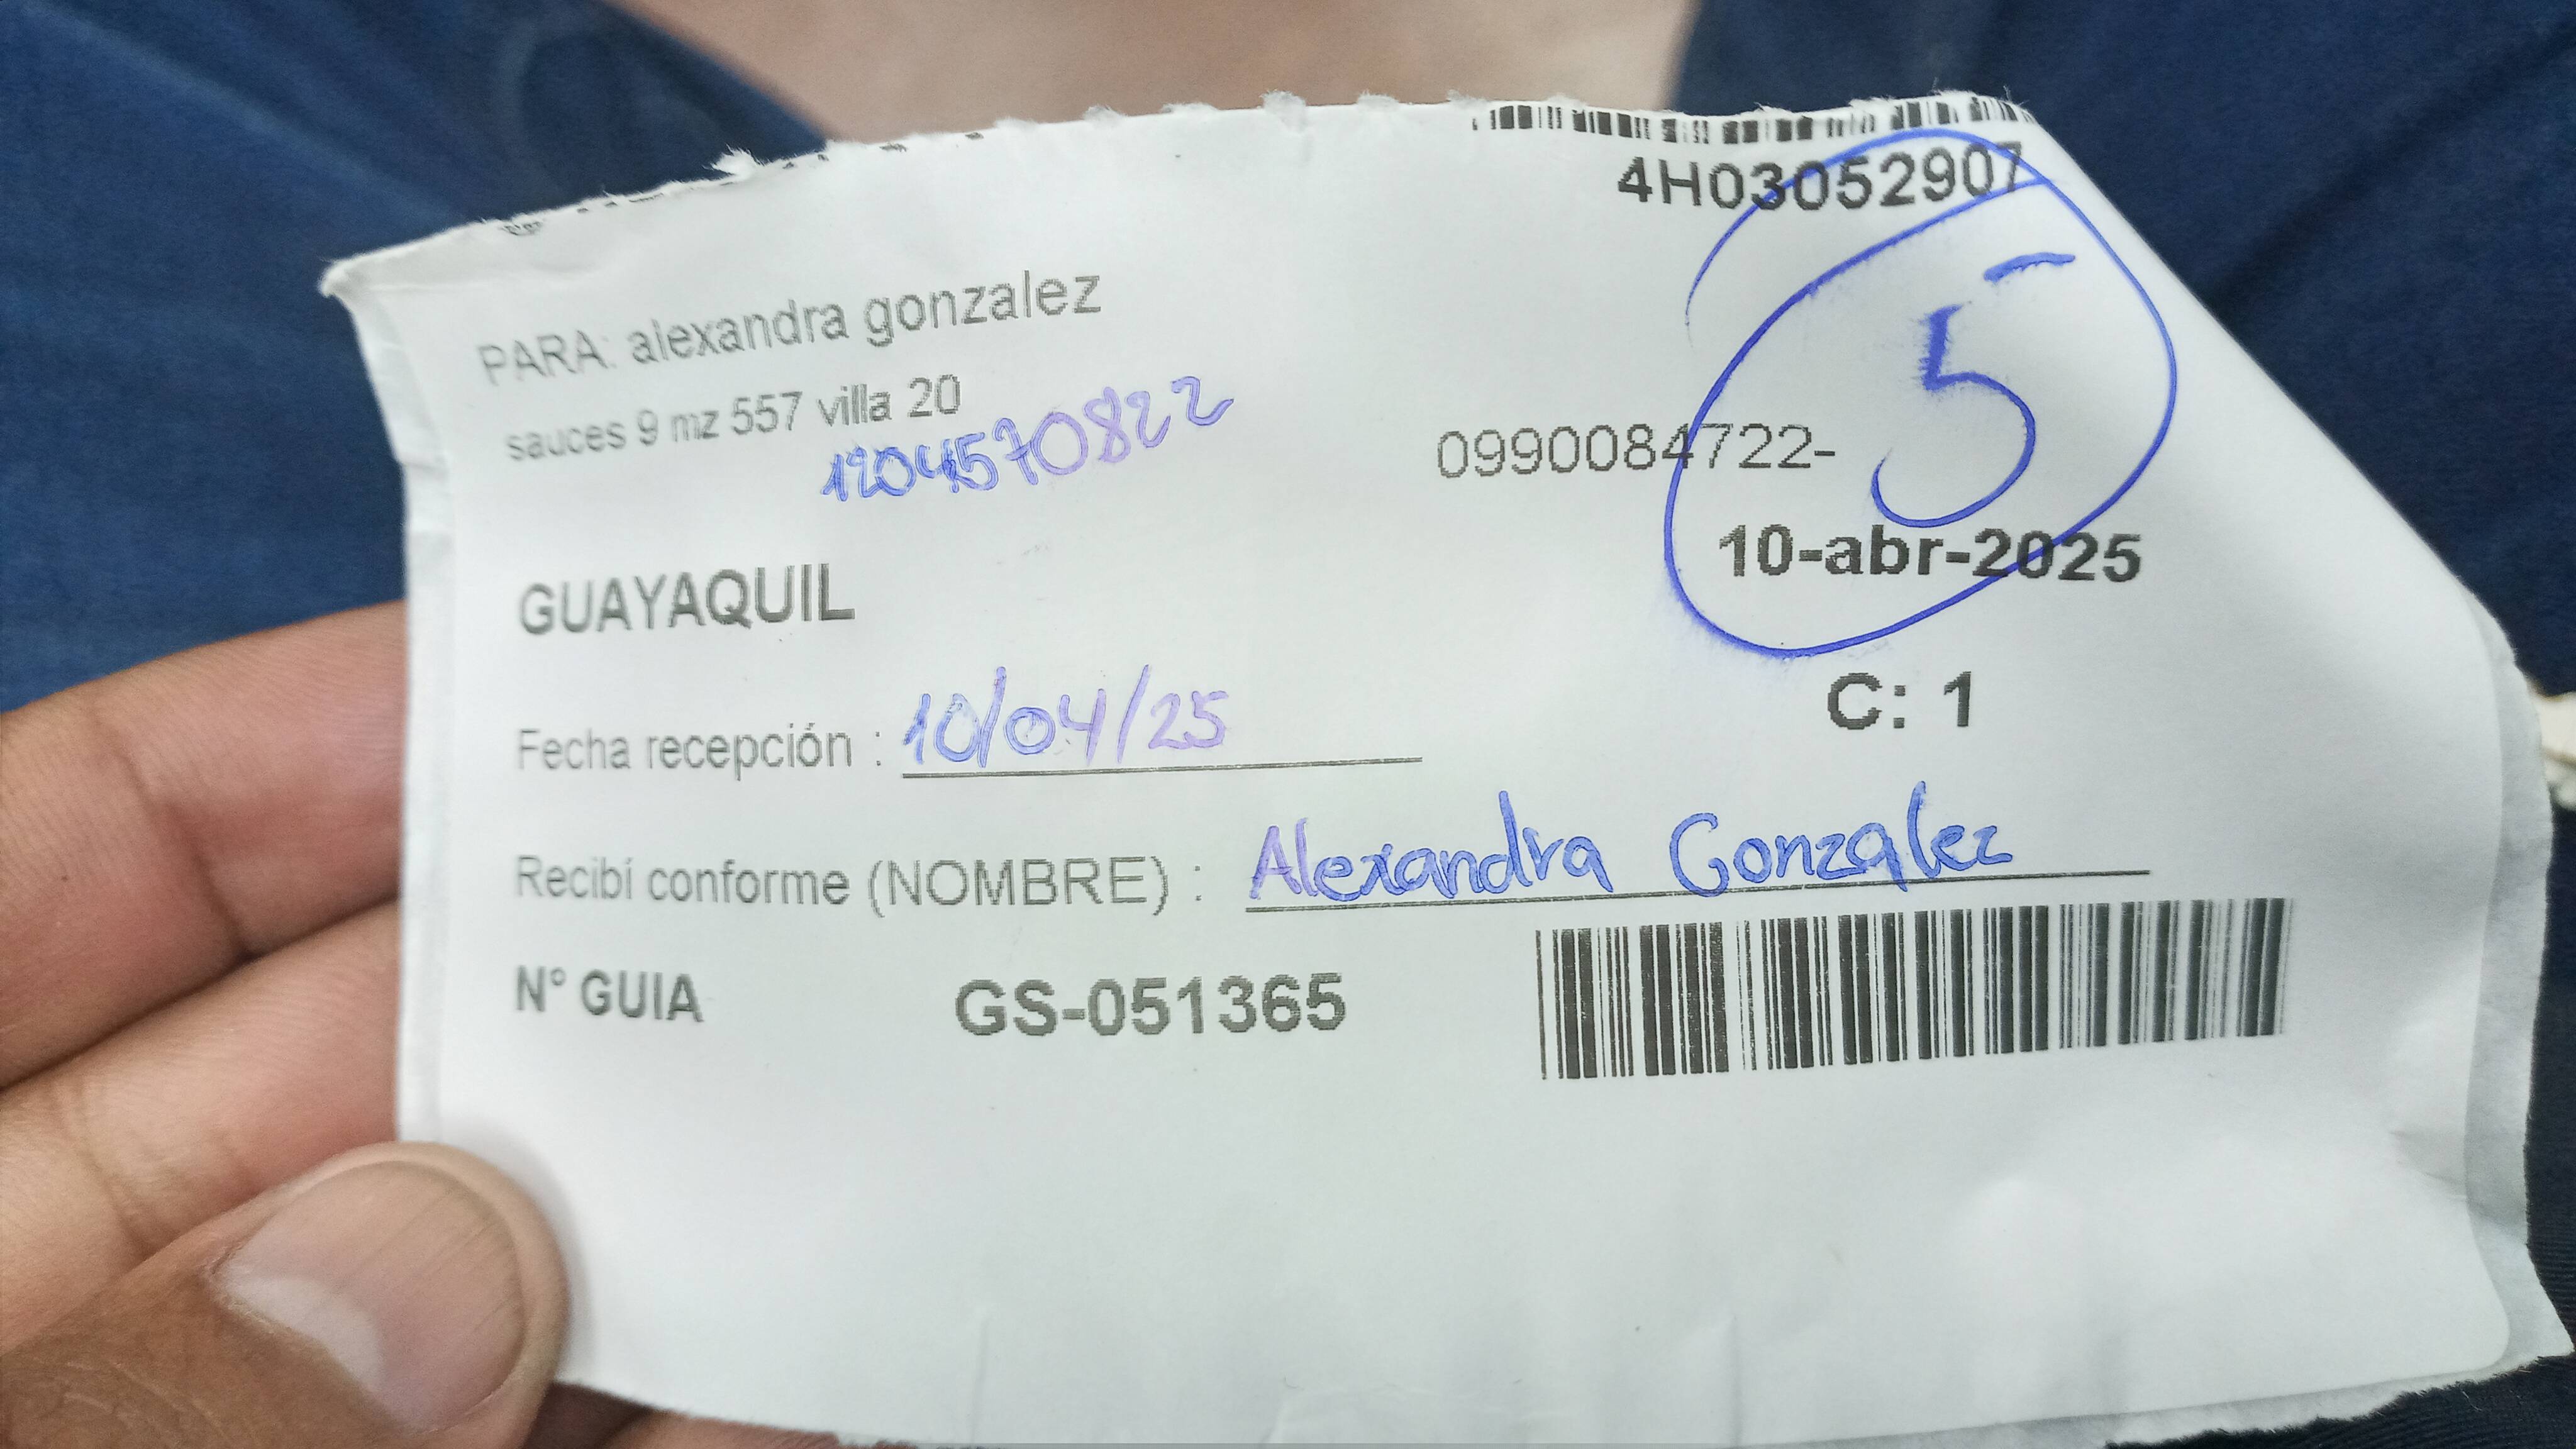 4H03052907
PARA: alexandra gonzalez
5
sauces 9 mz 557 villa 20
1204570822
0990084722-
10-abr-2025
GUAYAQUIL
C: 1
Fecha recepción : 10/04/25
Recibí conforme (NOMBRE) : Alexandra Gonzalez
N° GUIA GS-051365